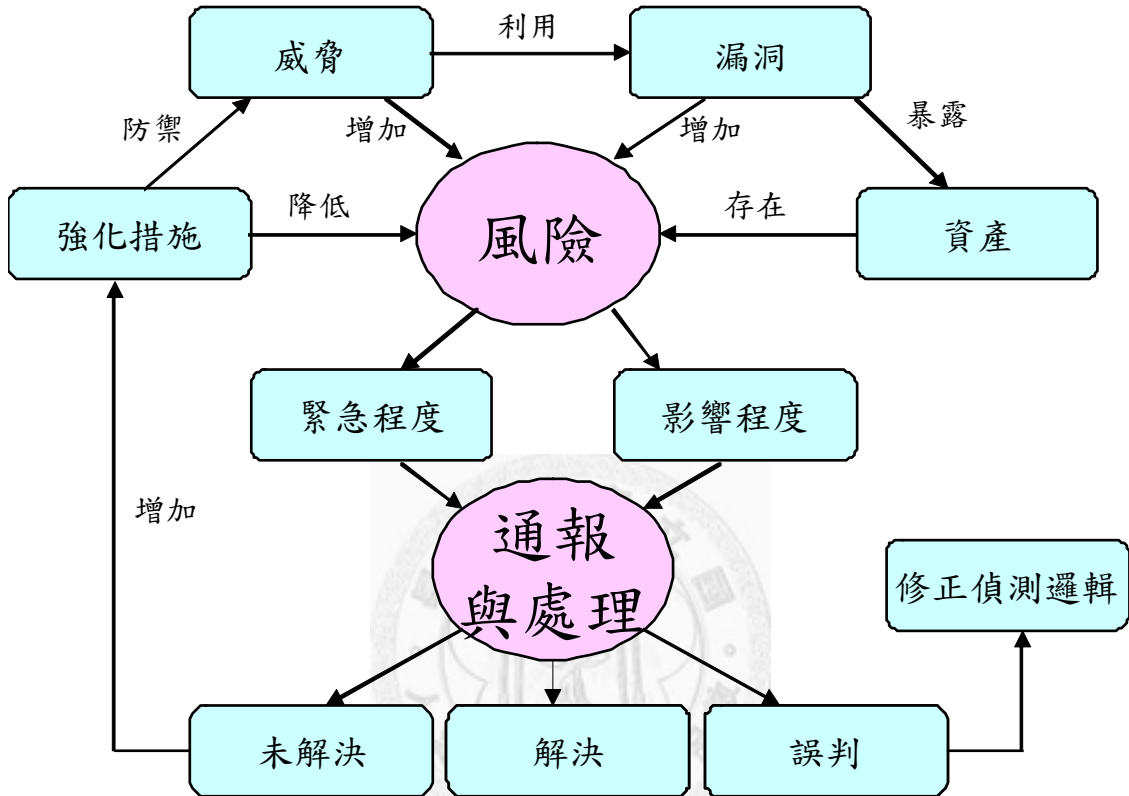 威脅
利用
漏洞
防禦
增加
增加
暴露
強化措施
降低
風險
存在
資產
緊急程度
影響程度
增加
通報
與處理
修正偵測邏輯
未解決
解決
誤判